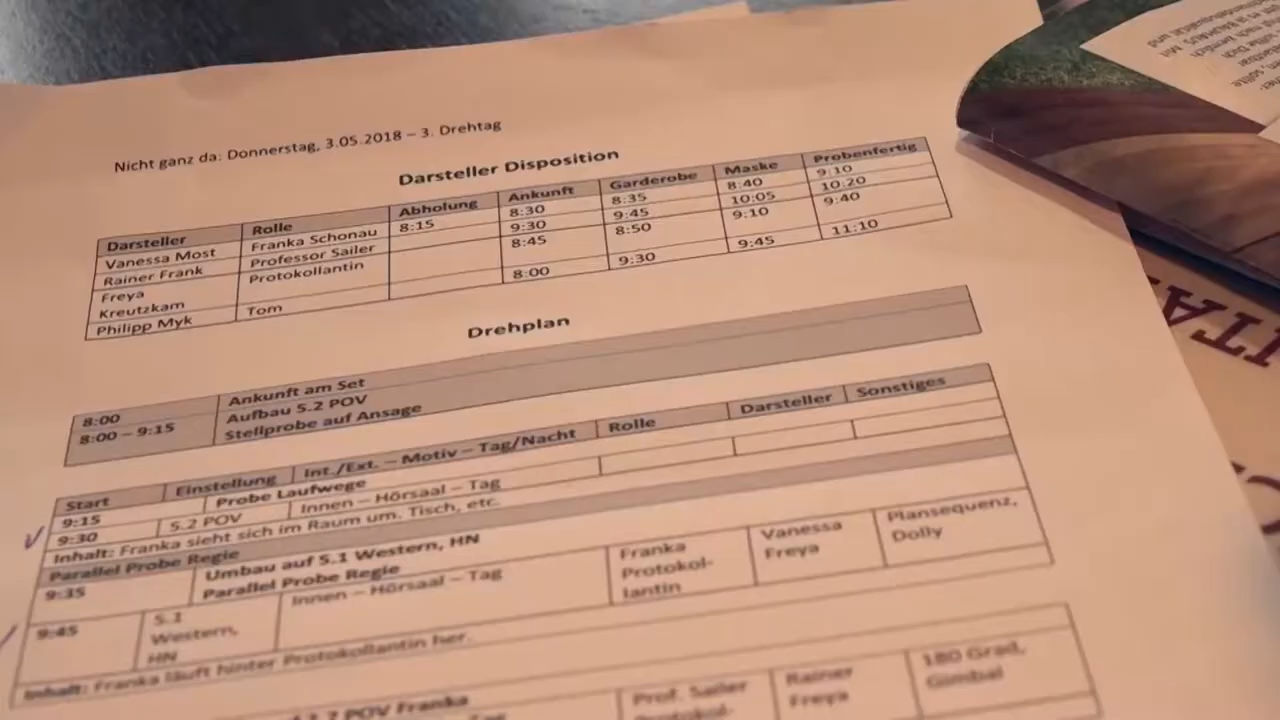 Nicht ganz da: Donnerstag, 3.05.2018 – 3. Drehtag
Darsteller Disposition
Darsteller Rolle Abholung Ankunft Garderobe Maske Probenfertig
Vanessa Most Franka Schonau 8:15 8:30 8:35 8:40 9:10
Rainer Frank Professor Sailer 9:30 9:45 10:05 10:20
Freya Kreutzkam Protokollantin 8:45 8:50 9:10 9:40
Philipp Myk Tom 8:00 9:30 9:45 11:10
Drehplan
8:00 Ankunft am Set
8:00 – 9:15 Aufbau 5.2 POV
Stellprobe auf Ansage
Start Einstellung Int./Ext. – Motiv – Tag/Nacht Rolle Darsteller Sonstiges
9:15 Probe Laufwege
9:30 5.2 POV Innen – Hörsaal – Tag
Inhalt: Franka sieht sich im Raum um. Tisch, etc.
Parallel Probe Regie
9:35 Umbau auf 5.1 Western, HN
Parallel Probe Regie
9:45 5.1 Western, HN Innen – Hörsaal – Tag Franka Protokol-lantin Vanessa Freya Plansequenz, Dolly
Inhalt: Franka läuft hinter Protokollantin her.
POV Franka Prof. Sailer Rainer Freya 180 Grad, Gimbal